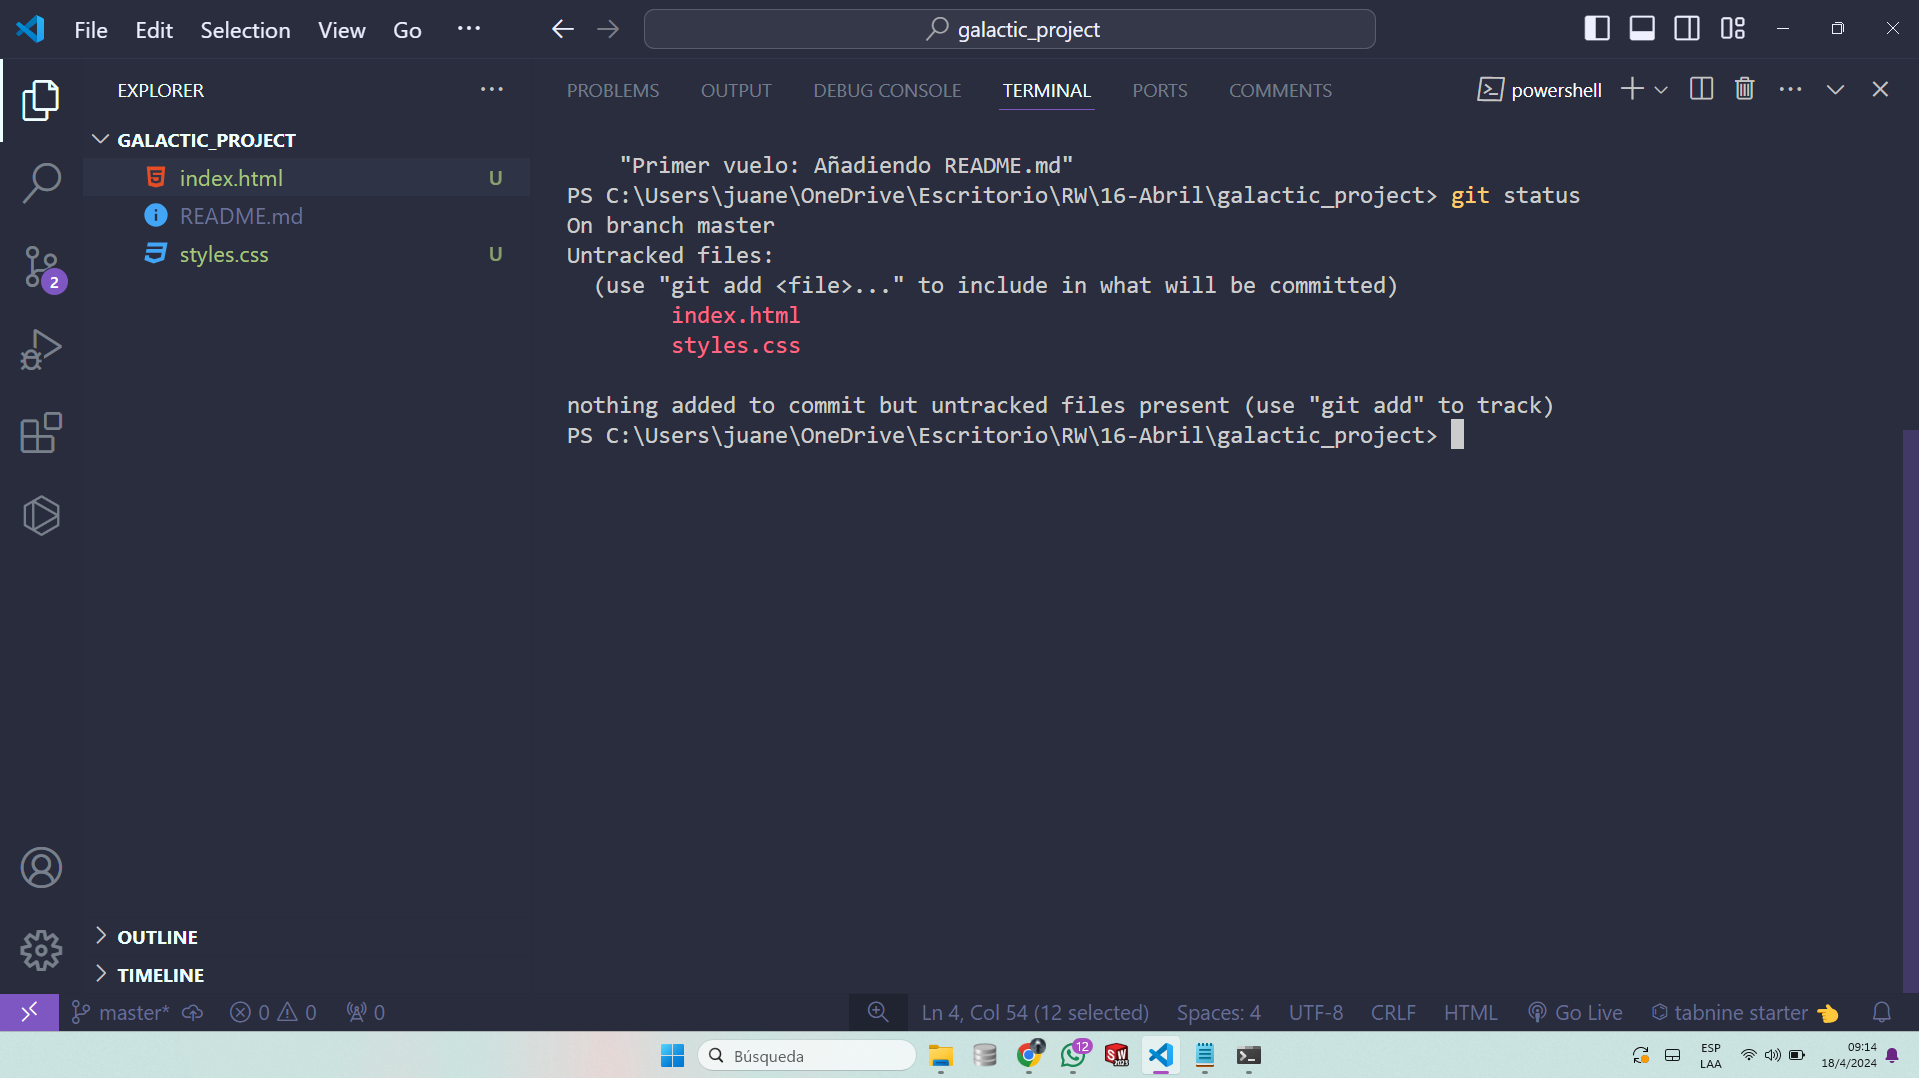 File Edit Selection View Go ...
galactic_project
EXPLORER
GALACTIC_PROJECT
index.html U
README.md
styles.css U
2
OUTLINE
TIMELINE
PROBLEMS OUTPUT DEBUG CONSOLE TERMINAL PORTS COMMENTS
powershell
"Primer vuelo: Añadiendo README.md"
PS C:\Users\juane\OneDrive\Escritorio\RW\16-Abril\galactic_project> git status
On branch master
Untracked files:
(use "git add <file>..." to include in what will be committed)
index.html
styles.css
nothing added to commit but untracked files present (use "git add" to track)
PS C:\Users\juane\OneDrive\Escritorio\RW\16-Abril\galactic_project>
master* 0 0 0
Ln 4, Col 54 (12 selected) Spaces: 4 UTF-8 CRLF HTML Go Live tabnine starter
Búsqueda
12
SW
2023
ESP
LAA
09:14
18/4/2024